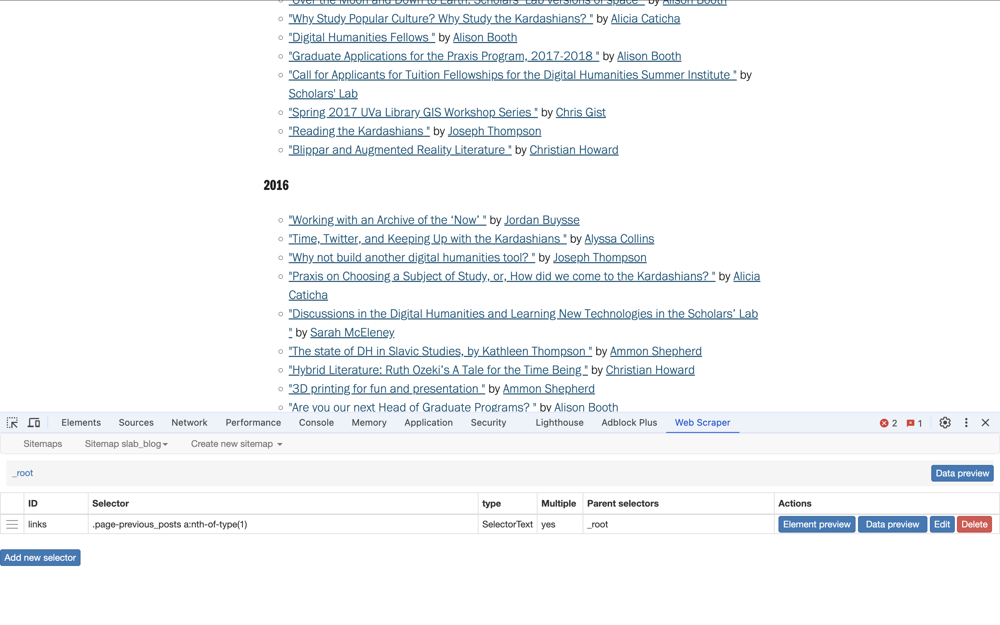 "Over the Moon and Down to Earth: Scholars' Lab versions of space " by Alison Booth
"Why Study Popular Culture? Why Study the Kardashians? " by Alicia Caticha
"Digital Humanities Fellows " by Alison Booth
"Graduate Applications for the Praxis Program, 2017-2018 " by Alison Booth
"Call for Applicants for Tuition Fellowships for the Digital Humanities Summer Institute " by
Scholars' Lab
"Spring 2017 UVa Library GIS Workshop Series " by Chris Gist
"Reading the Kardashians " by Joseph Thompson
"Blippar and Augmented Reality Literature " by Christian Howard
2016
"Working with an Archive of the ‘Now’ " by Jordan Buysse
"Time, Twitter, and Keeping Up with the Kardashians " by Alyssa Collins
"Why not build another digital humanities tool? " by Joseph Thompson
"Praxis on Choosing a Subject of Study, or, How did we come to the Kardashians? " by Alicia
Caticha
"Discussions in the Digital Humanities and Learning New Technologies in the Scholars’ Lab
" by Sarah McEleney
"The state of DH in Slavic Studies, by Kathleen Thompson " by Ammon Shepherd
"Hybrid Literature: Ruth Ozeki’s A Tale for the Time Being " by Christian Howard
"3D printing for fun and presentation " by Ammon Shepherd
"Are you our next Head of Graduate Programs? " by Alison Booth
Elements Sources Network Performance Console Memory Application Security Lighthouse Adblock Plus Web Scraper 2 1
Sitemaps Sitemap slab_blog Create new sitemap
_root Data preview
ID Selector type Multiple Parent selectors Actions
links .page-previous_posts a:nth-of-type(1) SelectorText yes _root Element preview Data preview Edit Delete
Add new selector